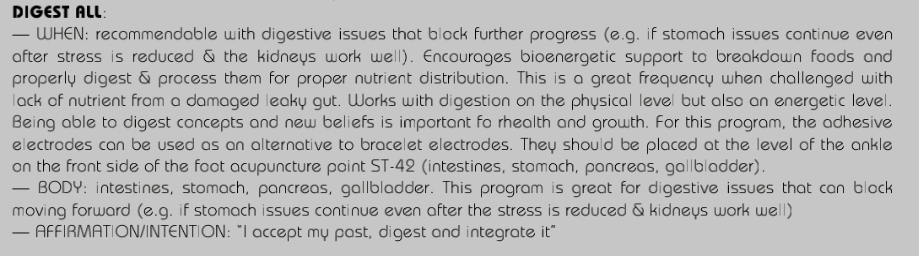 DIGEST ALL:
— WHEN: recommendable with digestive issues that block further progress (e.g. if stomach issues continue even
after stress is reduced & the kidneys work well). Encourages bioenergetic support to breakdown foods and
properly digest & process them for proper nutrient distribution. This is a great frequency when challenged with
lack of nutrient from a damaged leaky gut. Works with digestion on the physical level but also an energetic level.
Being able to digest concepts and new beliefs is important fo rhealth and growth. For this program, the adhesive
electrodes can be used as an alternative to bracelet electrodes. They should be placed at the level of the ankle
on the front side of the foot acupuncture point ST-42 (intestines, stomach, pancreas, gallbladder).
— BODY: intestines, stomach, pancreas, gallbladder. This program is great for digestive issues that can block
moving forward (e.g. if stomach issues continue even after the stress is reduced & kidneys work well)
— AFFIRMATION/INTENTION: "I accept my past, digest and integrate it"